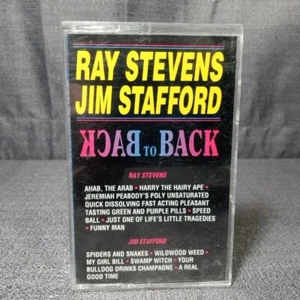 RAY STEVENS
JIM STAFFORD
BACK TO BACK
RAY STEVENS
AHAB, THE ARAB • HARRY THE HAIRY APE •
JEREMIAH PEABODY'S POLY UNSATURATED
QUICK DISSOLVING FAST ACTING PLEASANT
TASTING GREEN AND PURPLE PILLS • SPEED
BALL • JUST ONE OF LIFE'S LITTLE TRAGEDIES
• FUNNY MAN
JIM STAFFORD
SPIDERS AND SNAKES • WILDWOOD WEED •
MY GIRL BILL • SWAMP WITCH • YOUR
BULLDOG DRINKS CHAMPAGNE • A REAL
GOOD TIME